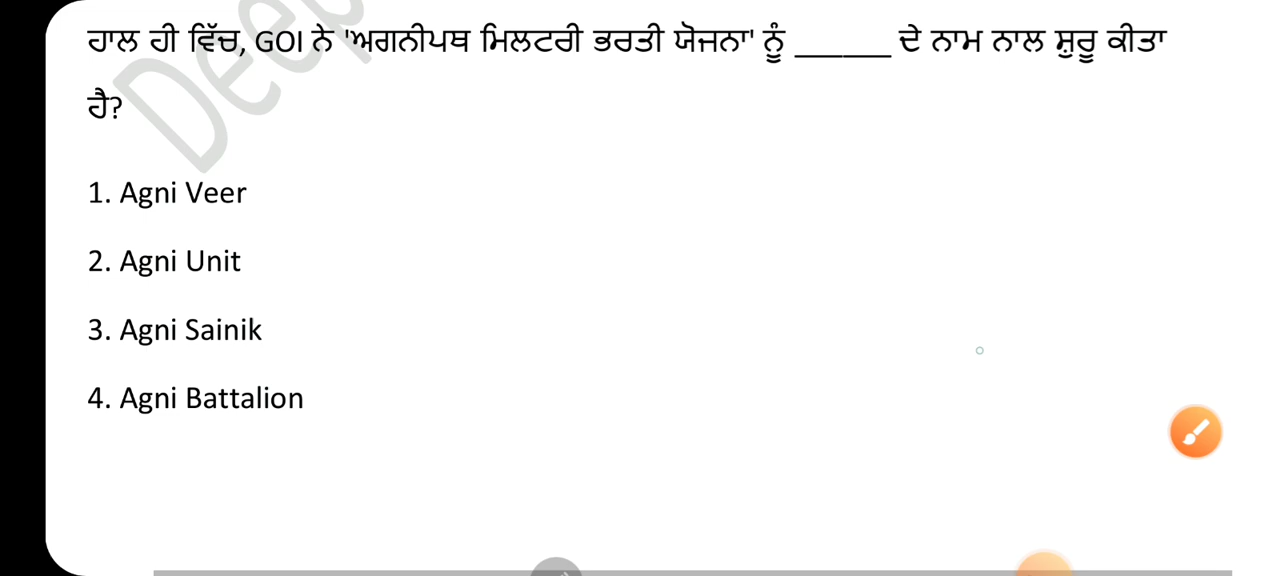 ਹਾਲ ਹੀ ਵਿੱਚ, GOI ਨੇ 'ਅਗਨੀਪਥ ਮਿਲਟਰੀ ਭਰਤੀ ਯੋਜਨਾ' ਨੂੰ ______ ਦੇ ਨਾਮ ਨਾਲ ਸ਼ੁਰੂ ਕੀਤਾ
ਹੈ?
1. Agni Veer
2. Agni Unit
3. Agni Sainik
4. Agni Battalion